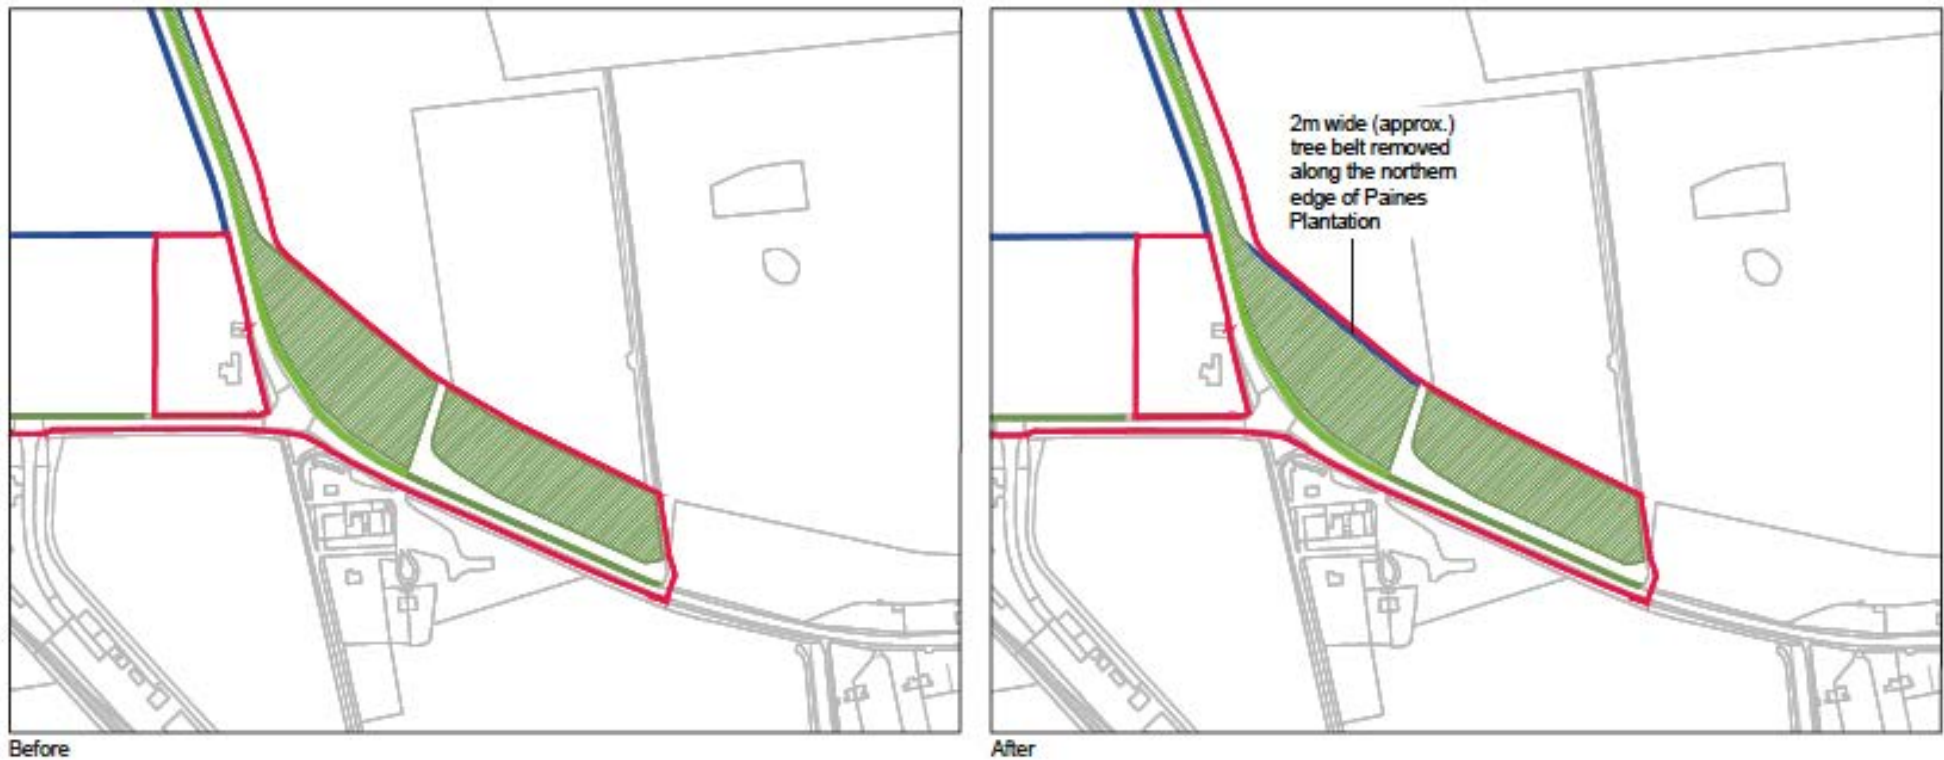 2m wide (approx.)
tree belt removed
along the northern
edge of Paines
Plantation
Before
After